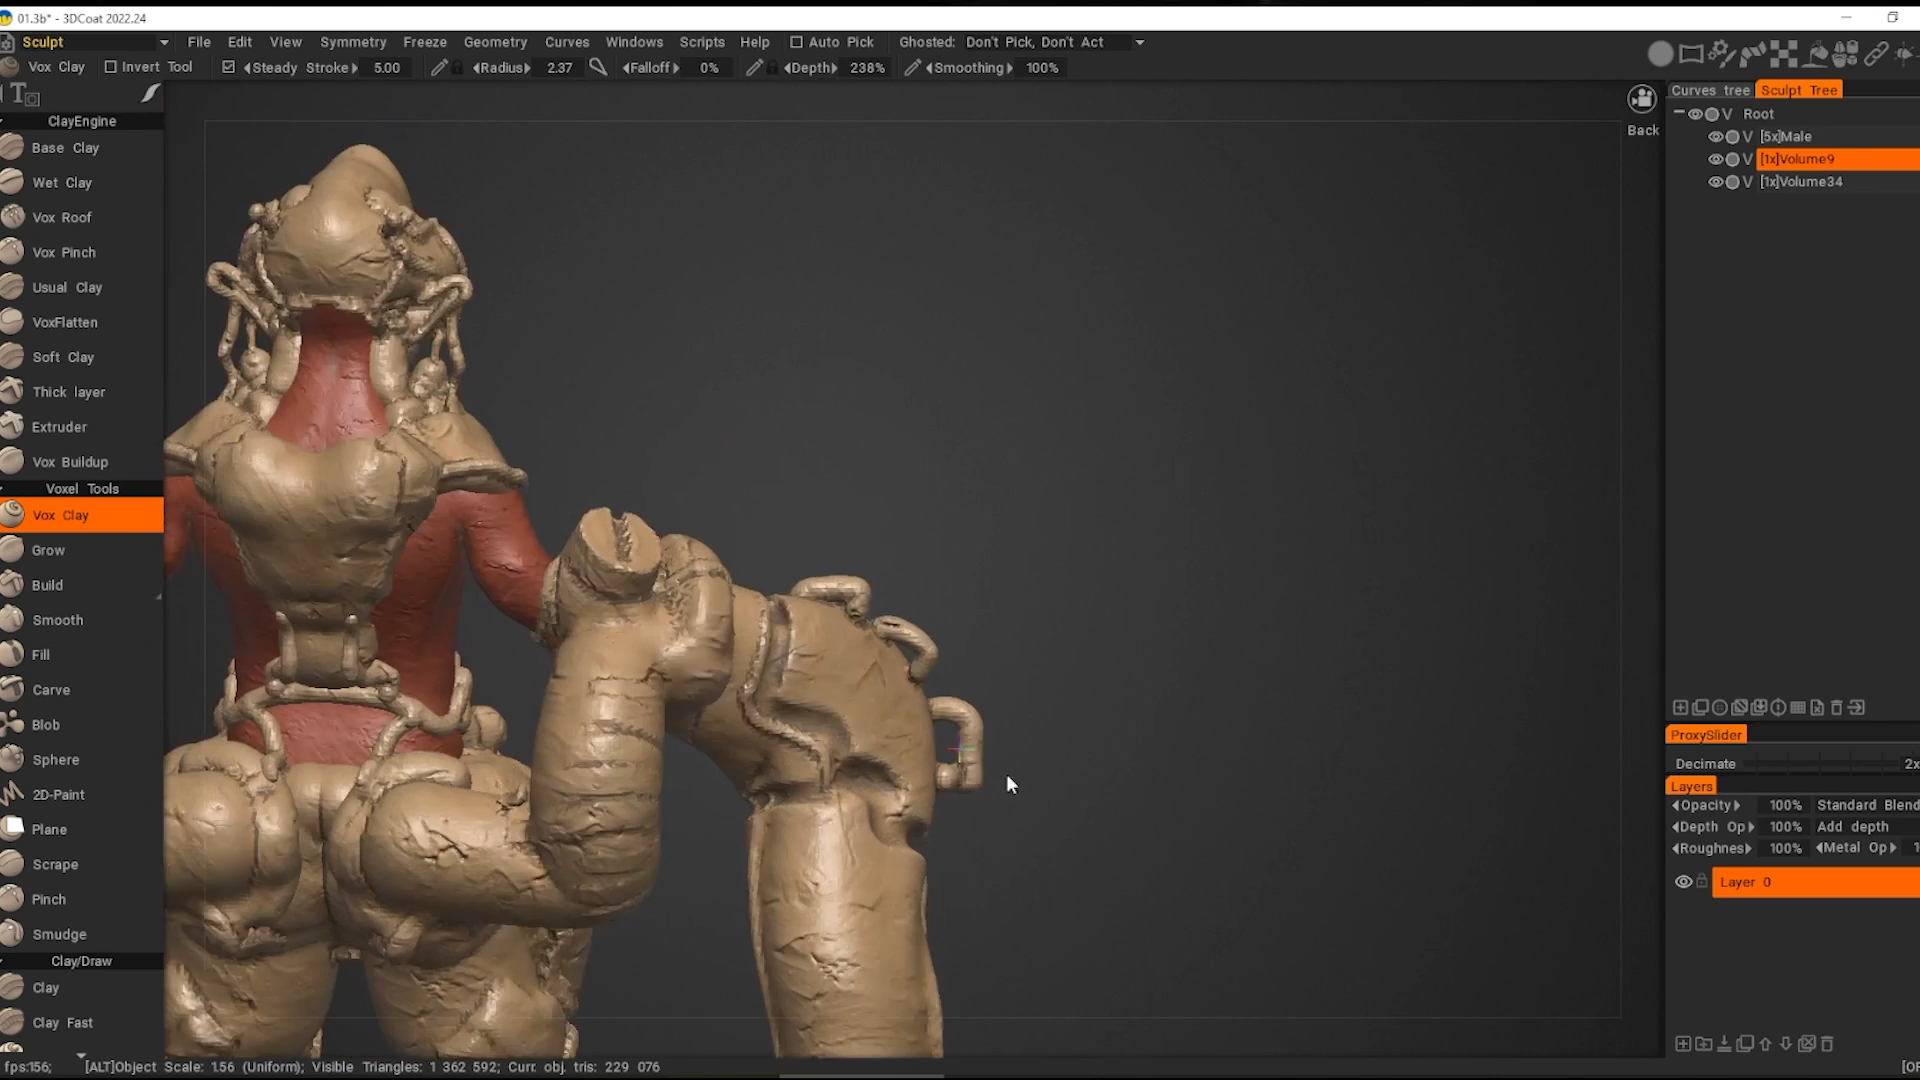 01.3b* - 3DCoat 2022.24
Sculpt File Edit View Symmetry Freeze Geometry Curves Windows Scripts Help Auto Pick Ghosted: Don't Pick, Don't Act
Vox Clay Invert Tool Steady Stroke 5.00 Radius 2.37 Falloff 0% Depth 238% Smoothing 100%
T
ClayEngine
Base Clay
Wet Clay
Vox Roof
Vox Pinch
Usual Clay
VoxFlatten
Soft Clay
Thick layer
Extruder
Vox Buildup
Voxel Tools
Vox Clay
Grow
Build
Smooth
Fill
Carve
Blob
Sphere
2D-Paint
Plane
Scrape
Pinch
Smudge
Clay/Draw
Clay
Clay Fast
Back
Curves tree Sculpt Tree
V Root
V [5x]Male
V [1x]Volume9
V [1x]Volume34
ProxySlider
Decimate 2x
Layers
Opacity 100% Standard Blend
Depth Op 100% Add depth
Roughness 100% Metal Op 1
Layer 0
fps:156; [ALT]Object Scale: 1.56 (Uniform); Visible Triangles: 1 362 592; Curr. obj. tris: 229 076